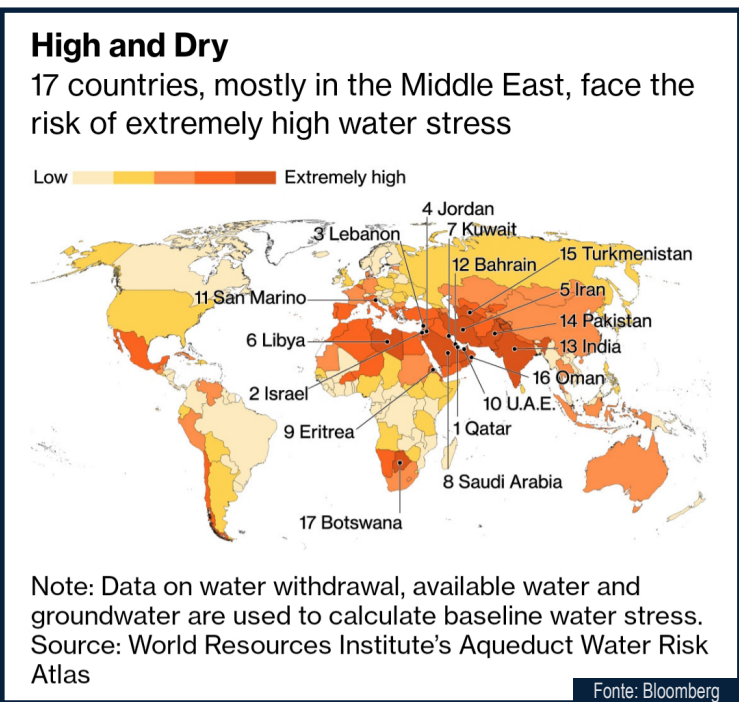 High and Dry
17 countries, mostly in the Middle East, face the
risk of extremely high water stress
Low
Extremely high
4 Jordan
3 Lebanon
7 Kuwait
12 Bahrain
15 Turkmenistan
5 Iran
11 San Marino
14 Pakistan
6 Libya
13 India
16 Oman
2 Israel
10 U.A.E.
9 Eritrea
1 Qatar
8 Saudi Arabia
17 Botswana
Note: Data on water withdrawal, available water and
groundwater are used to calculate baseline water stress.
Source: World Resources Institute’s Aqueduct Water Risk
Atlas
Fonte: Bloomberg